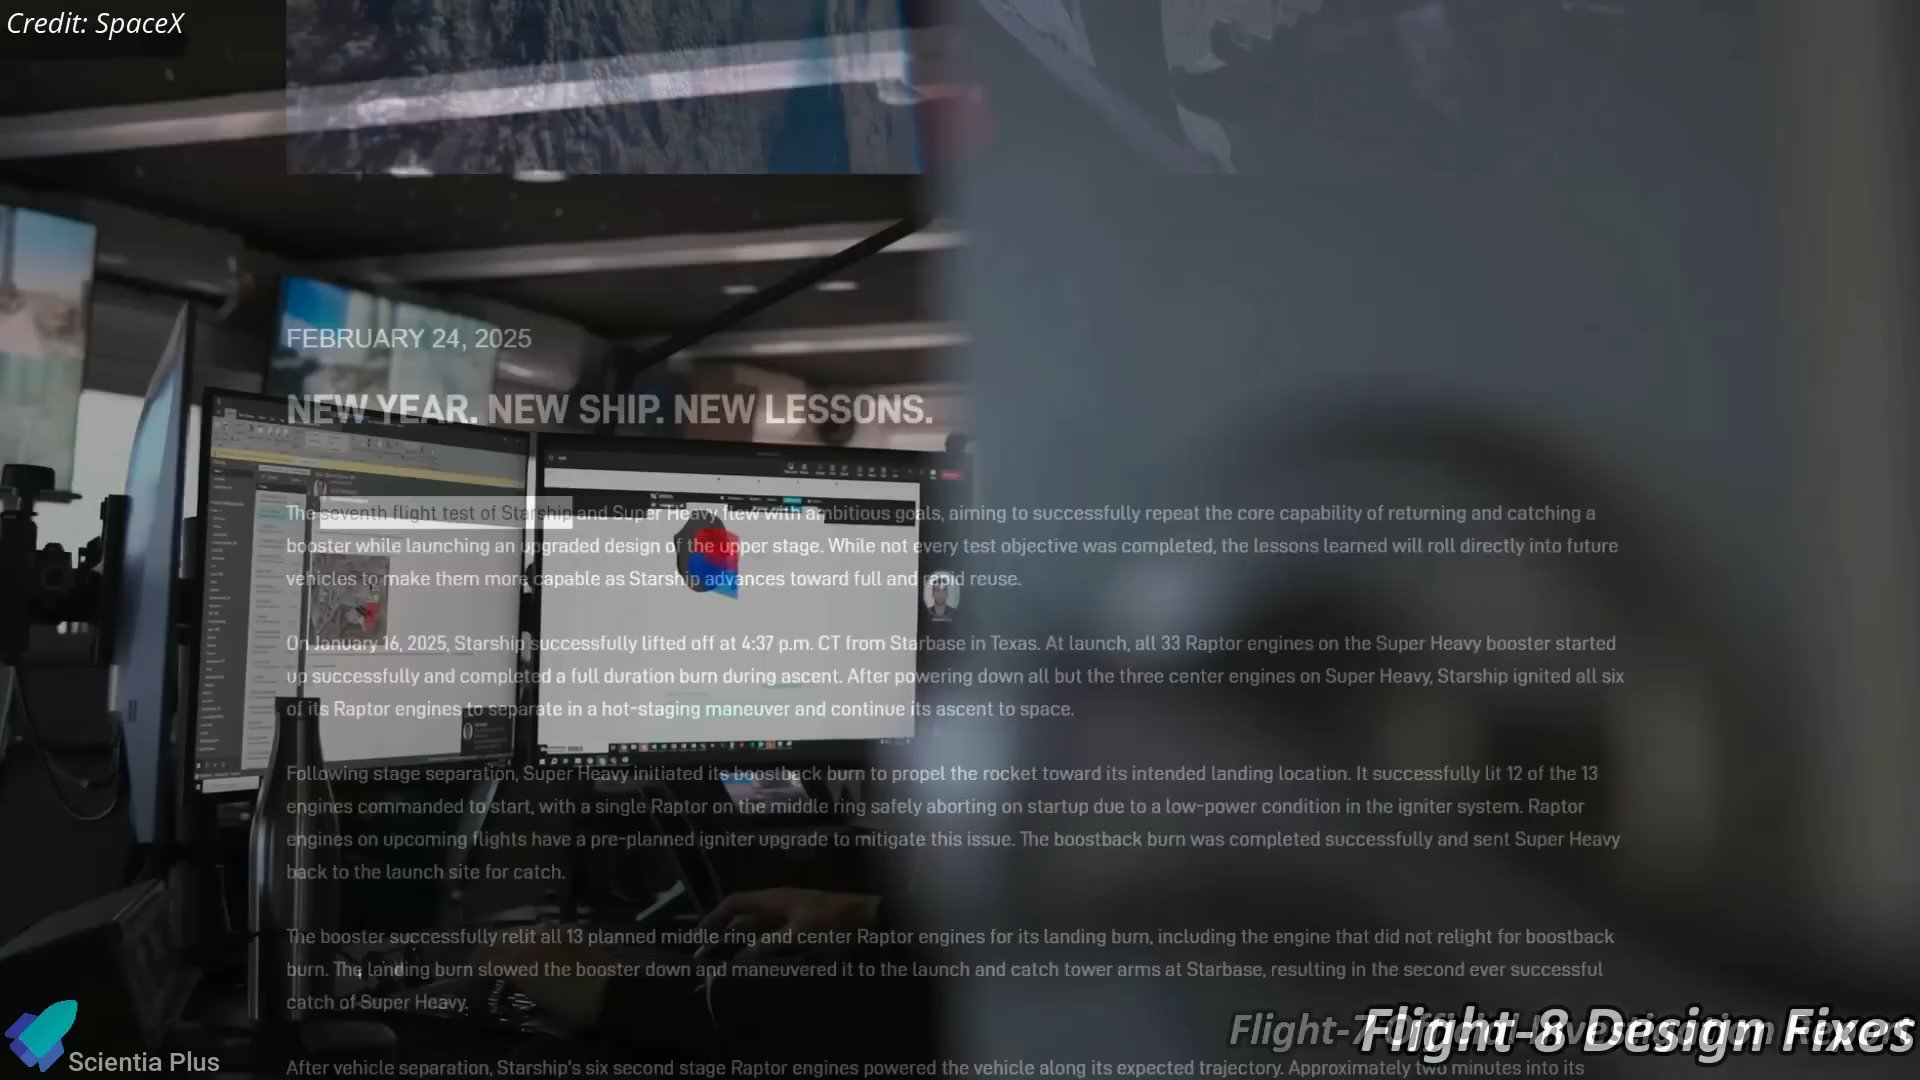 Credit: SpaceX
FEBRUARY 24, 2025
NEW YEAR. NEW SHIP. NEW LESSONS.
The seventh flight test of Starship and Super Heavy flew with ambitious goals, aiming to successfully repeat the core capability of returning and catching a
booster while launching an upgraded design of the upper stage. While not every test objective was completed, the lessons learned will roll directly into future
vehicles to make them more capable as Starship advances toward full and rapid reuse.
On January 16, 2025, Starship successfully lifted off at 4:37 p.m. CT from Starbase in Texas. At launch, all 33 Raptor engines on the Super Heavy booster started
up successfully and completed a full duration burn during ascent. After powering down all but the three center engines on Super Heavy, Starship ignited all six
of its Raptor engines to separate in a hot-staging maneuver and continue its ascent to space.
Following stage separation, Super Heavy initiated its boostback burn to propel the rocket toward its intended landing location. It successfully lit 12 of the 13
engines commanded to start, with a single Raptor on the middle ring safely aborting on startup due to a low-power condition in the igniter system. Raptor
engines on upcoming flights have a pre-planned igniter upgrade to mitigate this issue. The boostback burn was completed successfully and sent Super Heavy
back to the launch site for catch.
The booster successfully relit all 13 planned middle ring and center Raptor engines for its landing burn, including the engine that did not relight for boostback
burn. The landing burn slowed the booster down and maneuvered it to the launch and catch tower arms at Starbase, resulting in the second ever successful
catch of Super Heavy.
After vehicle separation, Starship's six second stage Raptor engines powered the vehicle along its expected trajectory. Approximately two minutes into its
Flight-8 Design Fixes
Scientia Plus